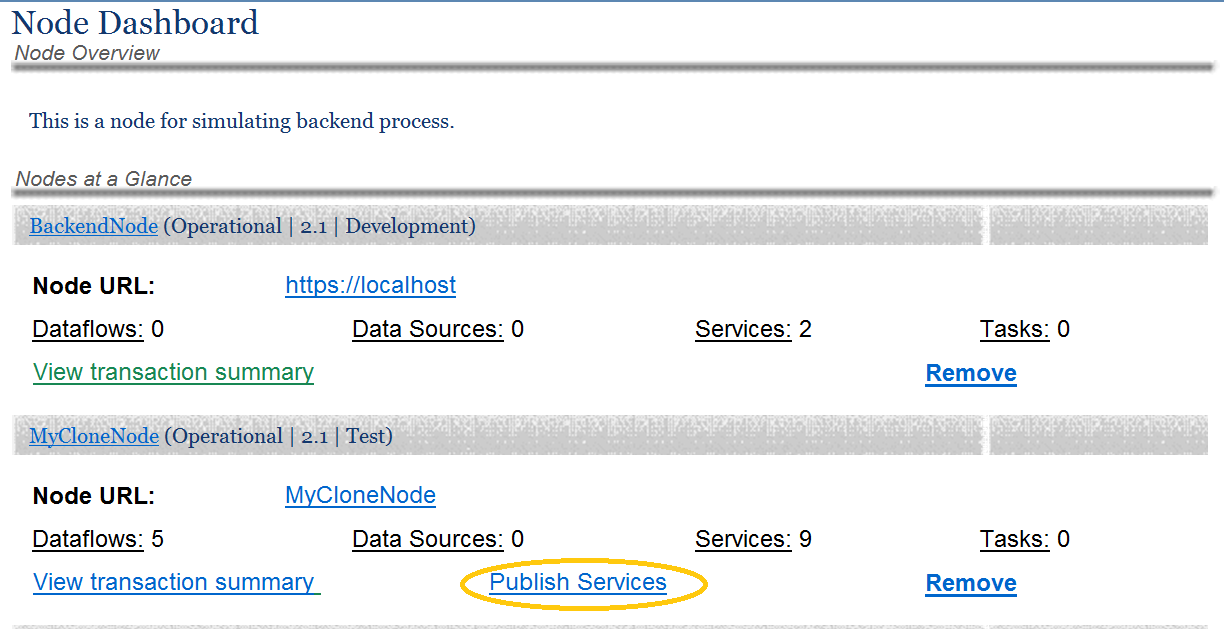 Node Dashboard
Node Overview
This is a node for simulating backend process.
Nodes at a Glance
BackendNode (Operational | 2.1 | Development)
Node URL: https://localhost
Dataflows: 0 Data Sources: 0 Services: 2 Tasks: 0
View transaction summary Remove
MyCloneNode (Operational | 2.1 | Test)
Node URL: MyCloneNode
Dataflows: 5 Data Sources: 0 Services: 9 Tasks: 0
View transaction summary Publish Services Remove